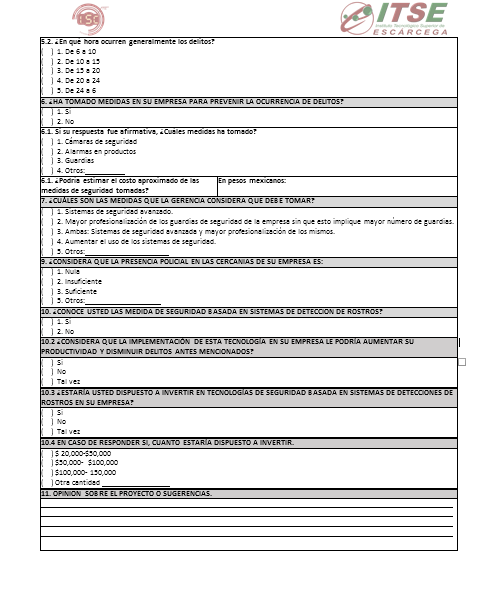 ITSE
Instituto Tecnológico Superior de
ESCÁRCEGA
5.2. ¿En qué hora ocurren generalmente los delitos?
( ) 1. De 6 a 10
( ) 2. De 10 a 15
( ) 3. De 15 a 20
( ) 4. De 20 a 24
( ) 5. De 24 a 6
6. ¿HA TOMADO MEDIDAS EN SU EMPRESA PARA PREVENIR LA OCURRENCIA DE DELITOS?
( ) 1. Si
( ) 2. No
6.1. Si su respuesta fue afirmativa, ¿Cuáles medidas ha tomado?
( ) 1. Cámaras de seguridad
( ) 2. Alarmas en productos
( ) 3. Guardias
( ) 4. Otros:____________
6.1. ¿Podría estimar el costo aproximado de las medidas de seguridad tomadas? En pesos mexicanos:
7. ¿CUÁLES SON LAS MEDIDAS QUE LA GERENCIA CONSIDERA QUE DEBE TOMAR?
( ) 1. Sistemas de seguridad avanzado.
( ) 2. Mayor profesionalización de los guardias de seguridad de la empresa sin que esto implique mayor número de guardias.
( ) 3. Ambas: Sistemas de seguridad avanzada y mayor profesionalización de los mismos.
( ) 4. Aumentar el uso de los sistemas de seguridad.
( ) 5. Otros:____________________
9. ¿CONSIDERA QUE LA PRESENCIA POLICIAL EN LAS CERCANIAS DE SU EMPRESA ES:
( ) 1. Nula
( ) 2. Insuficiente
( ) 3. Suficiente
( ) 5. Otros:____________________
10. ¿CONOCE USTED LAS MEDIDA DE SEGURIDAD BASADA EN SISTEMAS DE DETECCION DE ROSTROS?
( ) 1. Si
( ) 2. No
10.2 ¿CONSIDERA QUE LA IMPLEMENTACIÓN DE ESTA TECNOLOGÍA EN SU EMPRESA LE PODRÍA AUMENTAR SU
PRODUCTIVIDAD Y DISMINUIR DELITOS ANTES MENCIONADOS?
( ) Si
( ) No
( ) Tal vez
10.3 ¿ESTARÍA USTED DISPUESTO A INVERTIR EN TECNOLOGÍAS DE SEGURIDAD BASADO EN SISTEMAS DE DETECCIONES DE
ROSTROS EN SU EMPRESA?
( ) Si
( ) No
( ) Tal vez
10.4 EN CASO DE RESPONDER SI, CUANTO ESTARÍA DISPUESTO A INVERTIR.
( ) $ 20,000-$50,000
( ) $50,000- $100,000
( ) $100,000- 150,000
( ) Otra cantidad __________________
11. OPINION SOBRE EL PROYECTO O SUGERENCIAS.